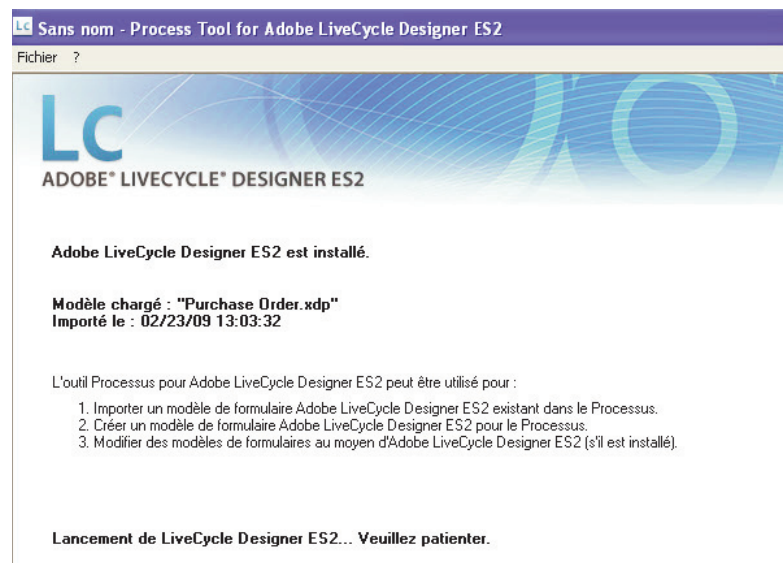 LC Sans nom - Process Tool for Adobe LiveCycle Designer ES2
Fichier ?
LC
ADOBE® LIVECYCLE® DESIGNER ES2
Adobe LiveCycle Designer ES2 est installé.
Modèle chargé : "Purchase Order.xdp"
Importé le : 02/23/09 13:03:32
L'outil Processus pour Adobe LiveCycle Designer ES2 peut être utilisé pour :
1. Importer un modèle de formulaire Adobe LiveCycle Designer ES2 existant dans le Processus.
2. Créer un modèle de formulaire Adobe LiveCycle Designer ES2 pour le Processus.
3. Modifier des modèles de formulaires au moyen d'Adobe LiveCycle Designer ES2 (s'il est installé).
Lancement de LiveCycle Designer ES2... Veuillez patienter.